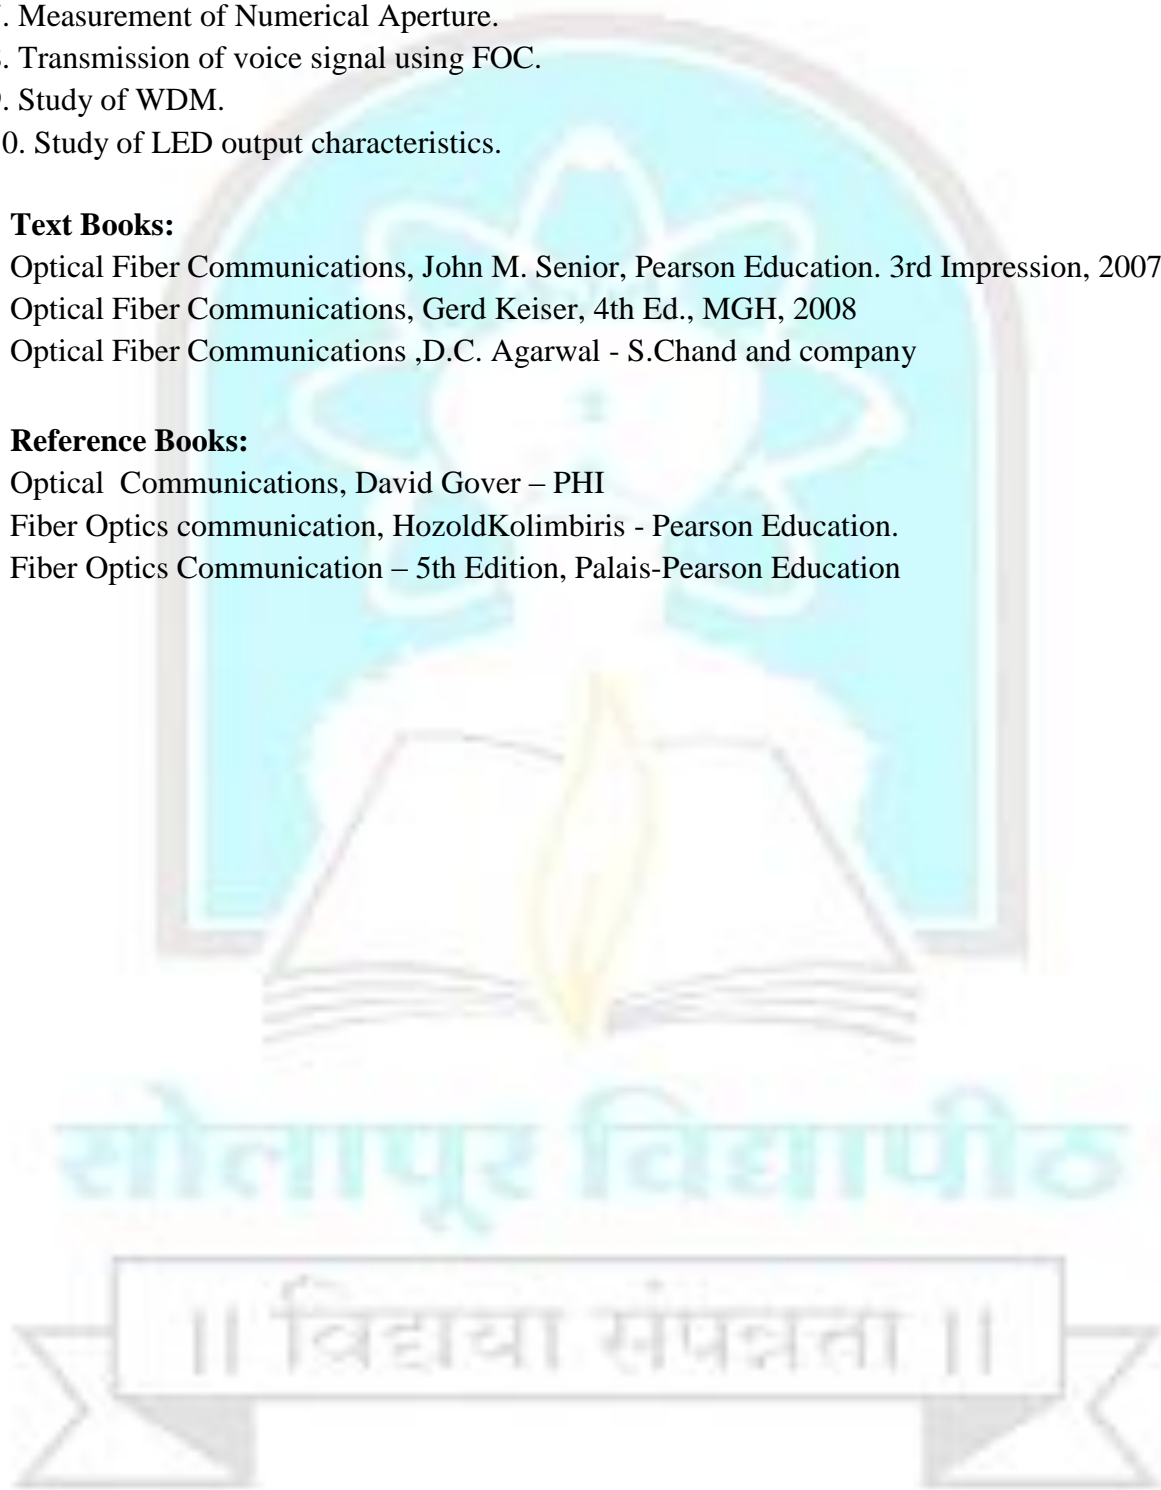 . Measurement of Numerical Aperture.
. Transmission of voice signal using FOC.
. Study of WDM.
0. Study of LED output characteristics.
Text Books:
Optical Fiber Communications, John M. Senior, Pearson Education. 3rd Impression, 2007
Optical Fiber Communications, Gerd Keiser, 4th Ed., MGH, 2008
Optical Fiber Communications ,D.C. Agarwal - S.Chand and company
Reference Books:
Optical Communications, David Gover – PHI
Fiber Optics communication, HozoldKolimbiris - Pearson Education.
Fiber Optics Communication – 5th Edition, Palais-Pearson Education
सोलापूर विद्यापीठ
|| विद्यया संपन्नता ||